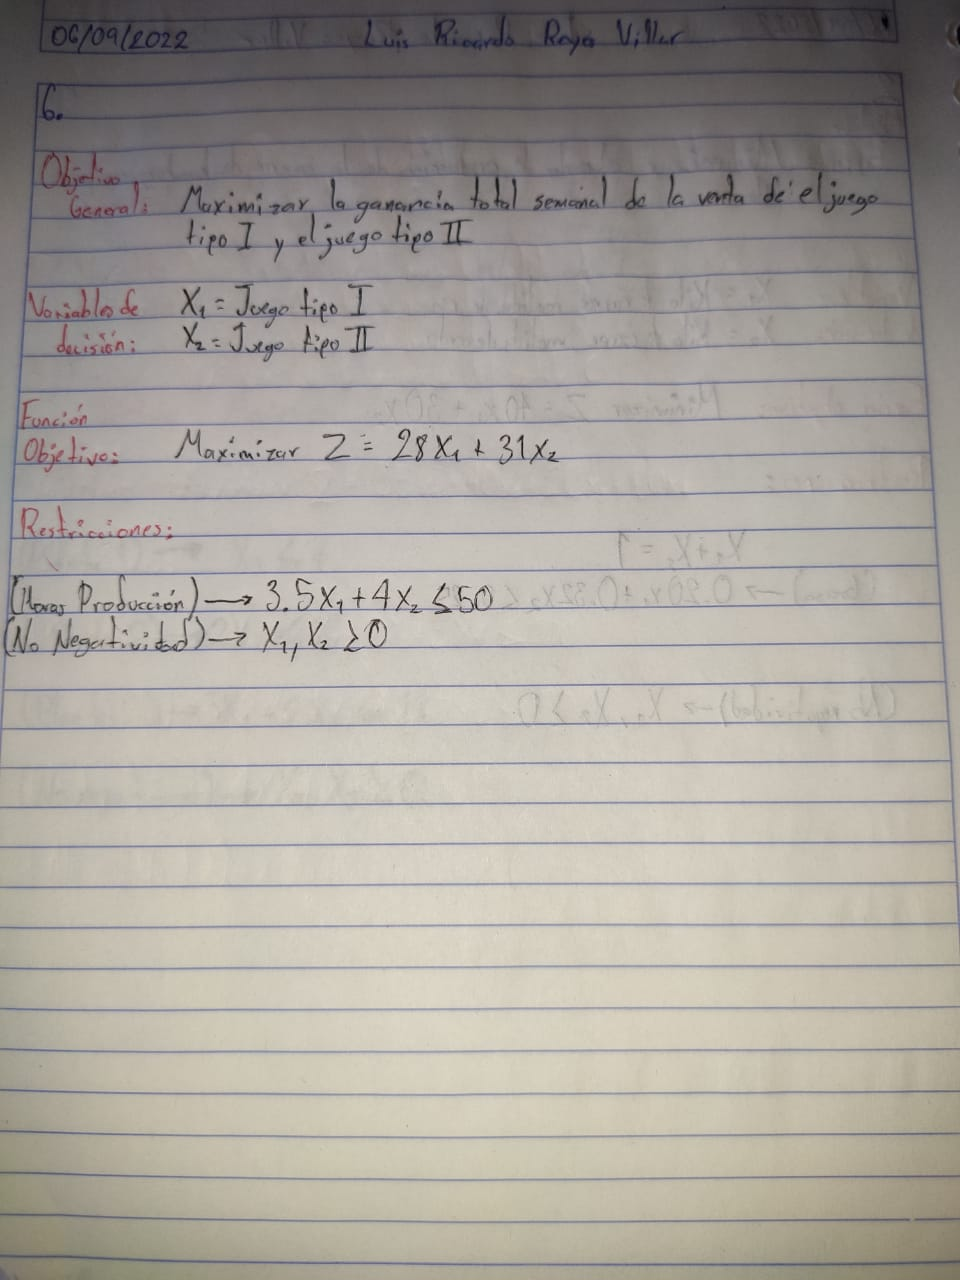 06/09/2022 Luis Ricardo Raya Villar
6.
Objetivo
General: Maximizar la ganancia total semanal de la venta de el juego
tipo I y el juego tipo II
Variables de X₁ = Juego tipo I
decisión: X₂ = Juego tipo II
Función
Objetivo: Maximizar Z = 28X₁ + 31X₂
Restricciones:
(Horas Producción) → 3.5X₁ + 4X₂ ≤ 50
(No Negatividad) → X₁, X₂ ≥ 0